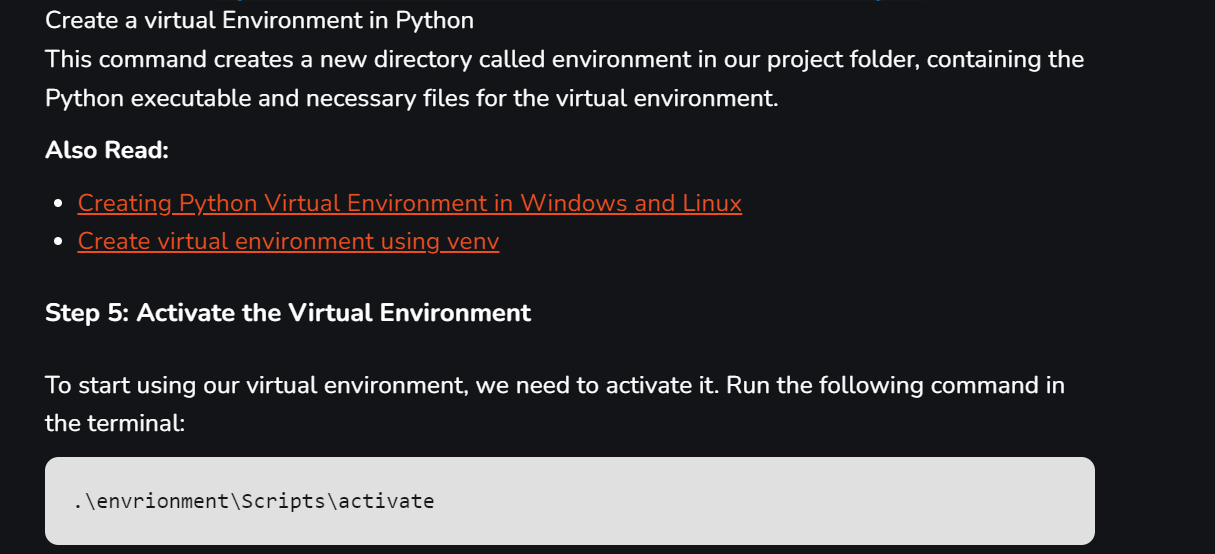 Create a virtual Environment in Python
This command creates a new directory called environment in our project folder, containing the
Python executable and necessary files for the virtual environment.
Also Read:
Creating Python Virtual Environment in Windows and Linux
Create virtual environment using venv
Step 5: Activate the Virtual Environment
To start using our virtual environment, we need to activate it. Run the following command in
the terminal:
.\envrionment\Scripts\activate